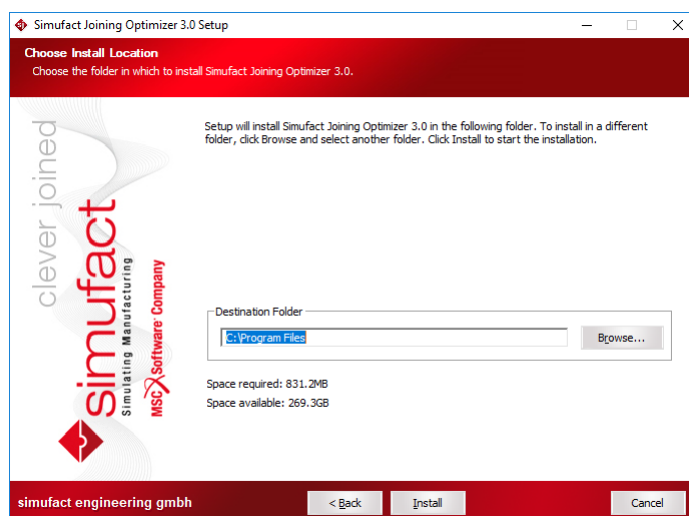 Simufact Joining Optimizer 3.0 Setup
Choose Install Location
Choose the folder in which to install Simufact Joining Optimizer 3.0.
clever joined
simufact
Simulating Manufacturing
MSC Software Company
Setup will install Simufact Joining Optimizer 3.0 in the following folder. To install in a different
folder, click Browse and select another folder. Click Install to start the installation.
Destination Folder
C:\Program Files
Browse...
Space required: 831.2MB
Space available: 269.3GB
simufact engineering gmbh
< Back
Install
Cancel